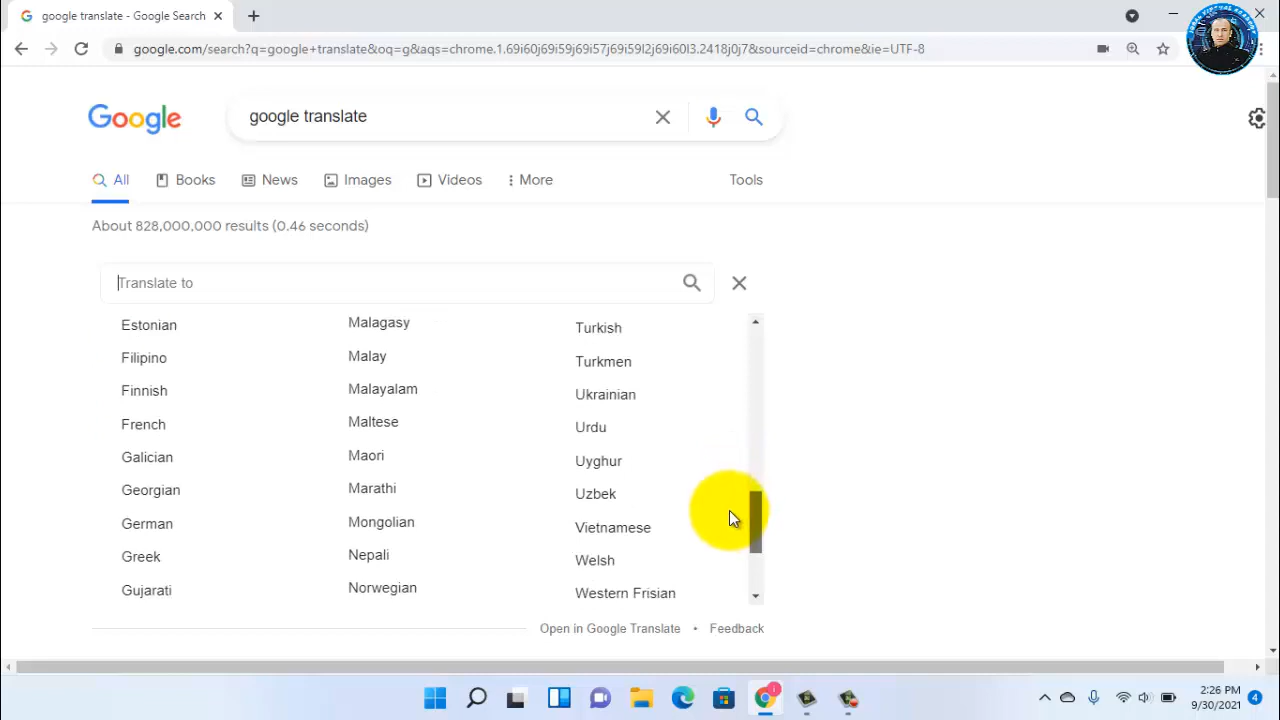 google translate - Google Search
google.com/search?q=google+translate&oq=g&aqs=chrome.1.69i60j69i59j69i57j69i59l2j69i60l3.2418j0j7&sourceid=chrome&ie=UTF-8
Google
google translate
All
Books
News
Images
Videos
More
Tools
About 828,000,000 results (0.46 seconds)
Translate to
Estonian
Filipino
Finnish
French
Galician
Georgian
German
Greek
Gujarati
Malagasy
Malay
Malayalam
Maltese
Maori
Marathi
Mongolian
Nepali
Norwegian
Turkish
Turkmen
Ukrainian
Urdu
Uyghur
Uzbek
Vietnamese
Welsh
Western Frisian
Open in Google Translate • Feedback
1
2:26 PM
9/30/2021
4